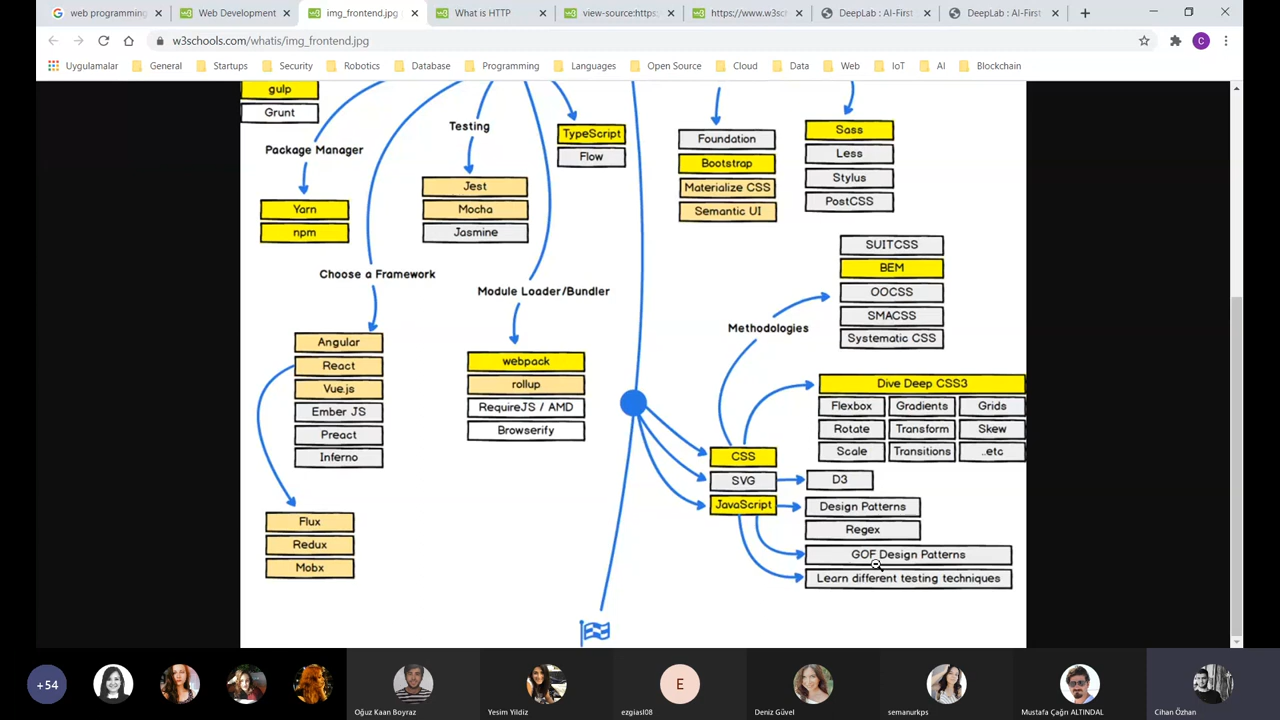 web programming
Web Development
img_frontend.jpg
What is HTTP
view-source:https:
https://www.w3sch
DeepLab : AI-First
DeepLab : AI-First
w3schools.com/whatis/img_frontend.jpg
C
Uygulamalar
General
Startups
Security
Robotics
Database
Programming
Languages
Open Source
Cloud
Data
Web
IoT
AI
Blockchain
gulp
Grunt
Package Manager
Yarn
npm
Testing
Jest
Mocha
Jasmine
TypeScript
Flow
Foundation
Bootstrap
Materialize CSS
Semantic UI
Sass
Less
Stylus
PostCSS
Choose a Framework
Angular
React
Vue.js
Ember JS
Preact
Inferno
Flux
Redux
Mobx
Module Loader/Bundler
webpack
rollup
RequireJS / AMD
Browserify
Methodologies
SUITCSS
BEM
OOCSS
SMACSS
Systematic CSS
Dive Deep CSS3
Flexbox Gradients Grids
Rotate Transform Skew
Scale Transitions ..etc
CSS
SVG
D3
JavaScript
Design Patterns
Regex
GOF Design Patterns
Learn different testing techniques
+54
E
Oğuz Kaan Boyraz
Yesim Yildiz
ezgiasl08
Deniz Güvel
semanurkps
Mustafa Çağrı ALTINDAL
Cihan Özhan